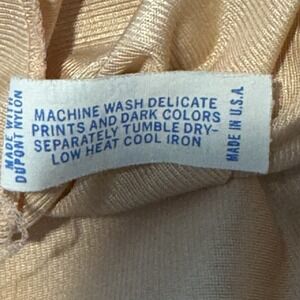 MADE WITH
DUPONT NYLON
MACHINE WASH DELICATE
PRINTS AND DARK COLORS
SEPARATELY TUMBLE DRY-
LOW HEAT COOL IRON
MADE IN U.S.A.